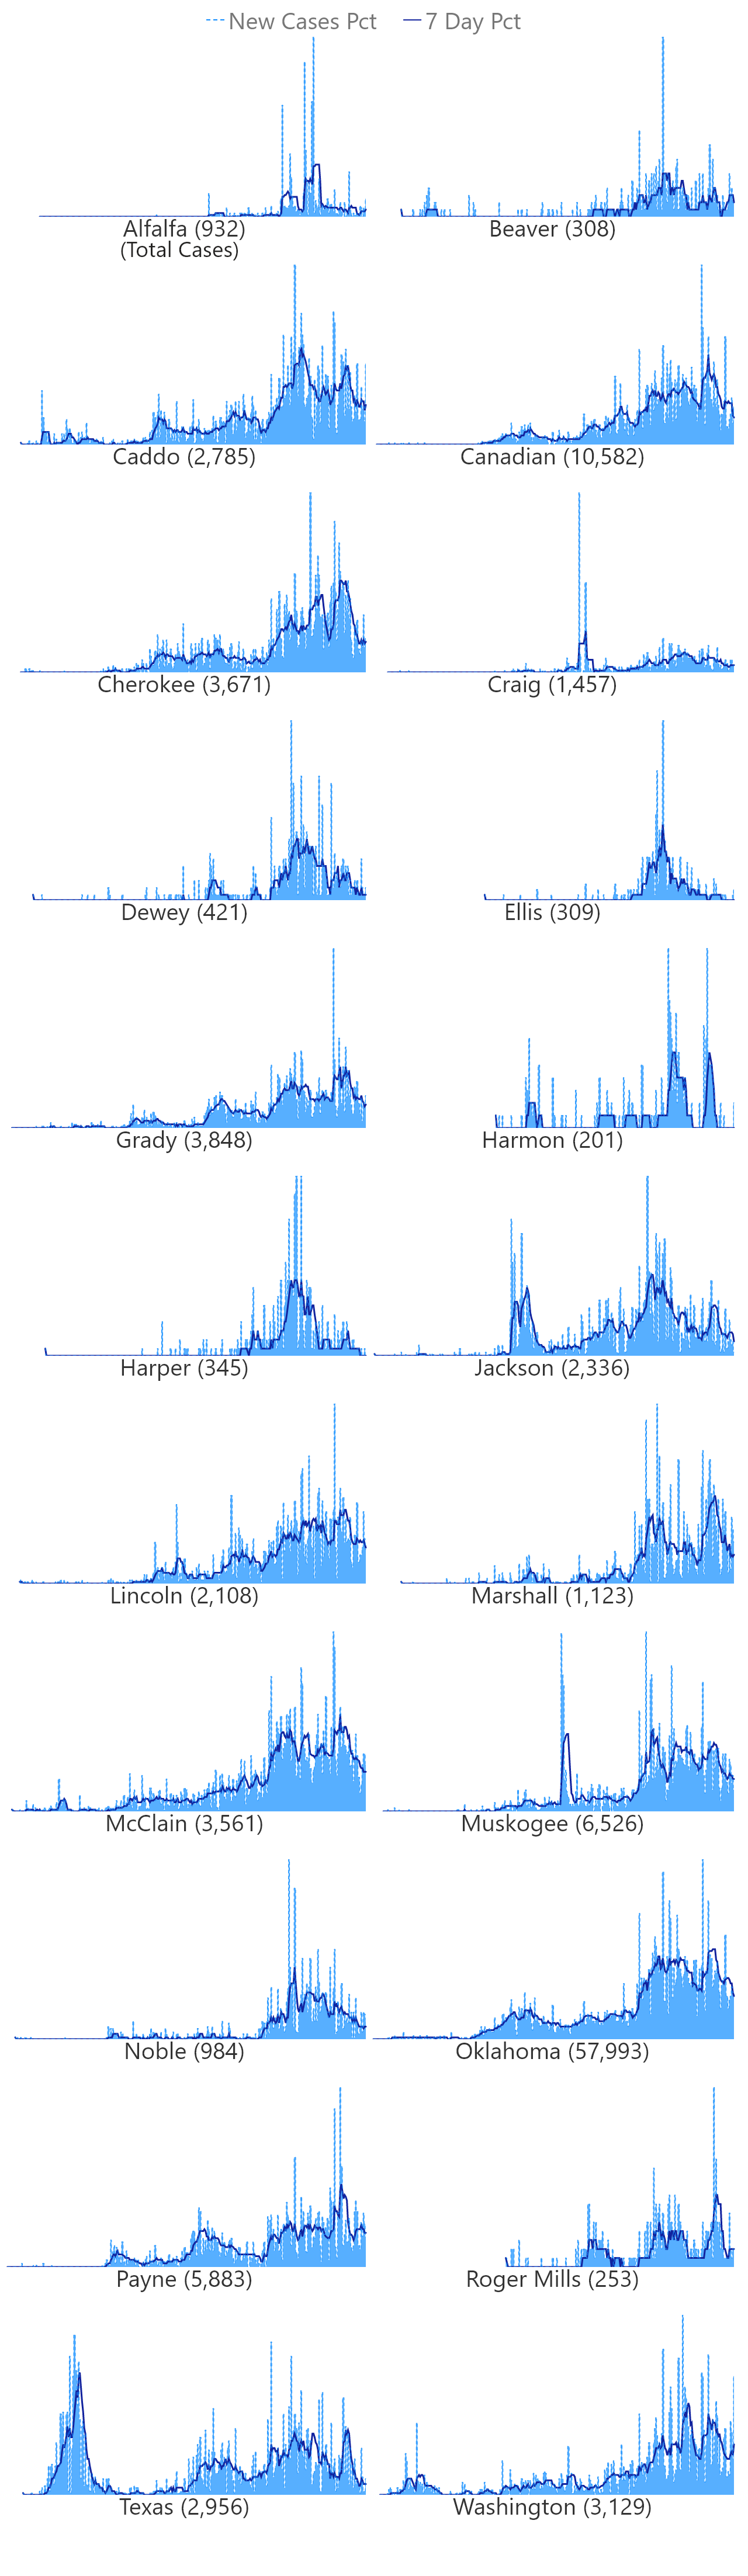 New Cases Pct 7 Day Pct
Alfalfa (932) Beaver (308)
(Total Cases)
Caddo (2,785) Canadian (10,582)
Cherokee (3,671) Craig (1,457)
Dewey (421) Ellis (309)
Grady (3,848) Harmon (201)
Harper (345) Jackson (2,336)
Lincoln (2,108) Marshall (1,123)
McClain (3,561) Muskogee (6,526)
Noble (984) Oklahoma (57,993)
Payne (5,883) Roger Mills (253)
Texas (2,956) Washington (3,129)